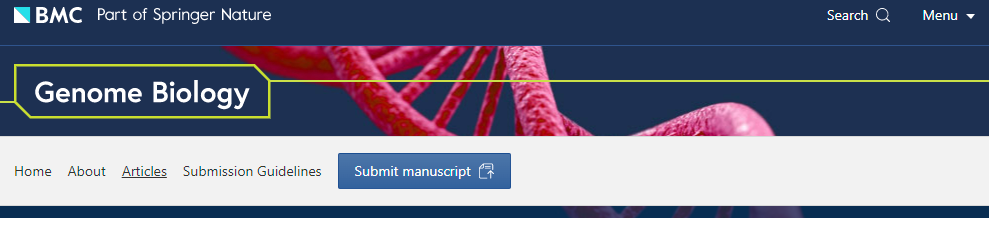 BMC Part of Springer Nature Search Menu
Genome Biology
Home About Articles Submission Guidelines Submit manuscript